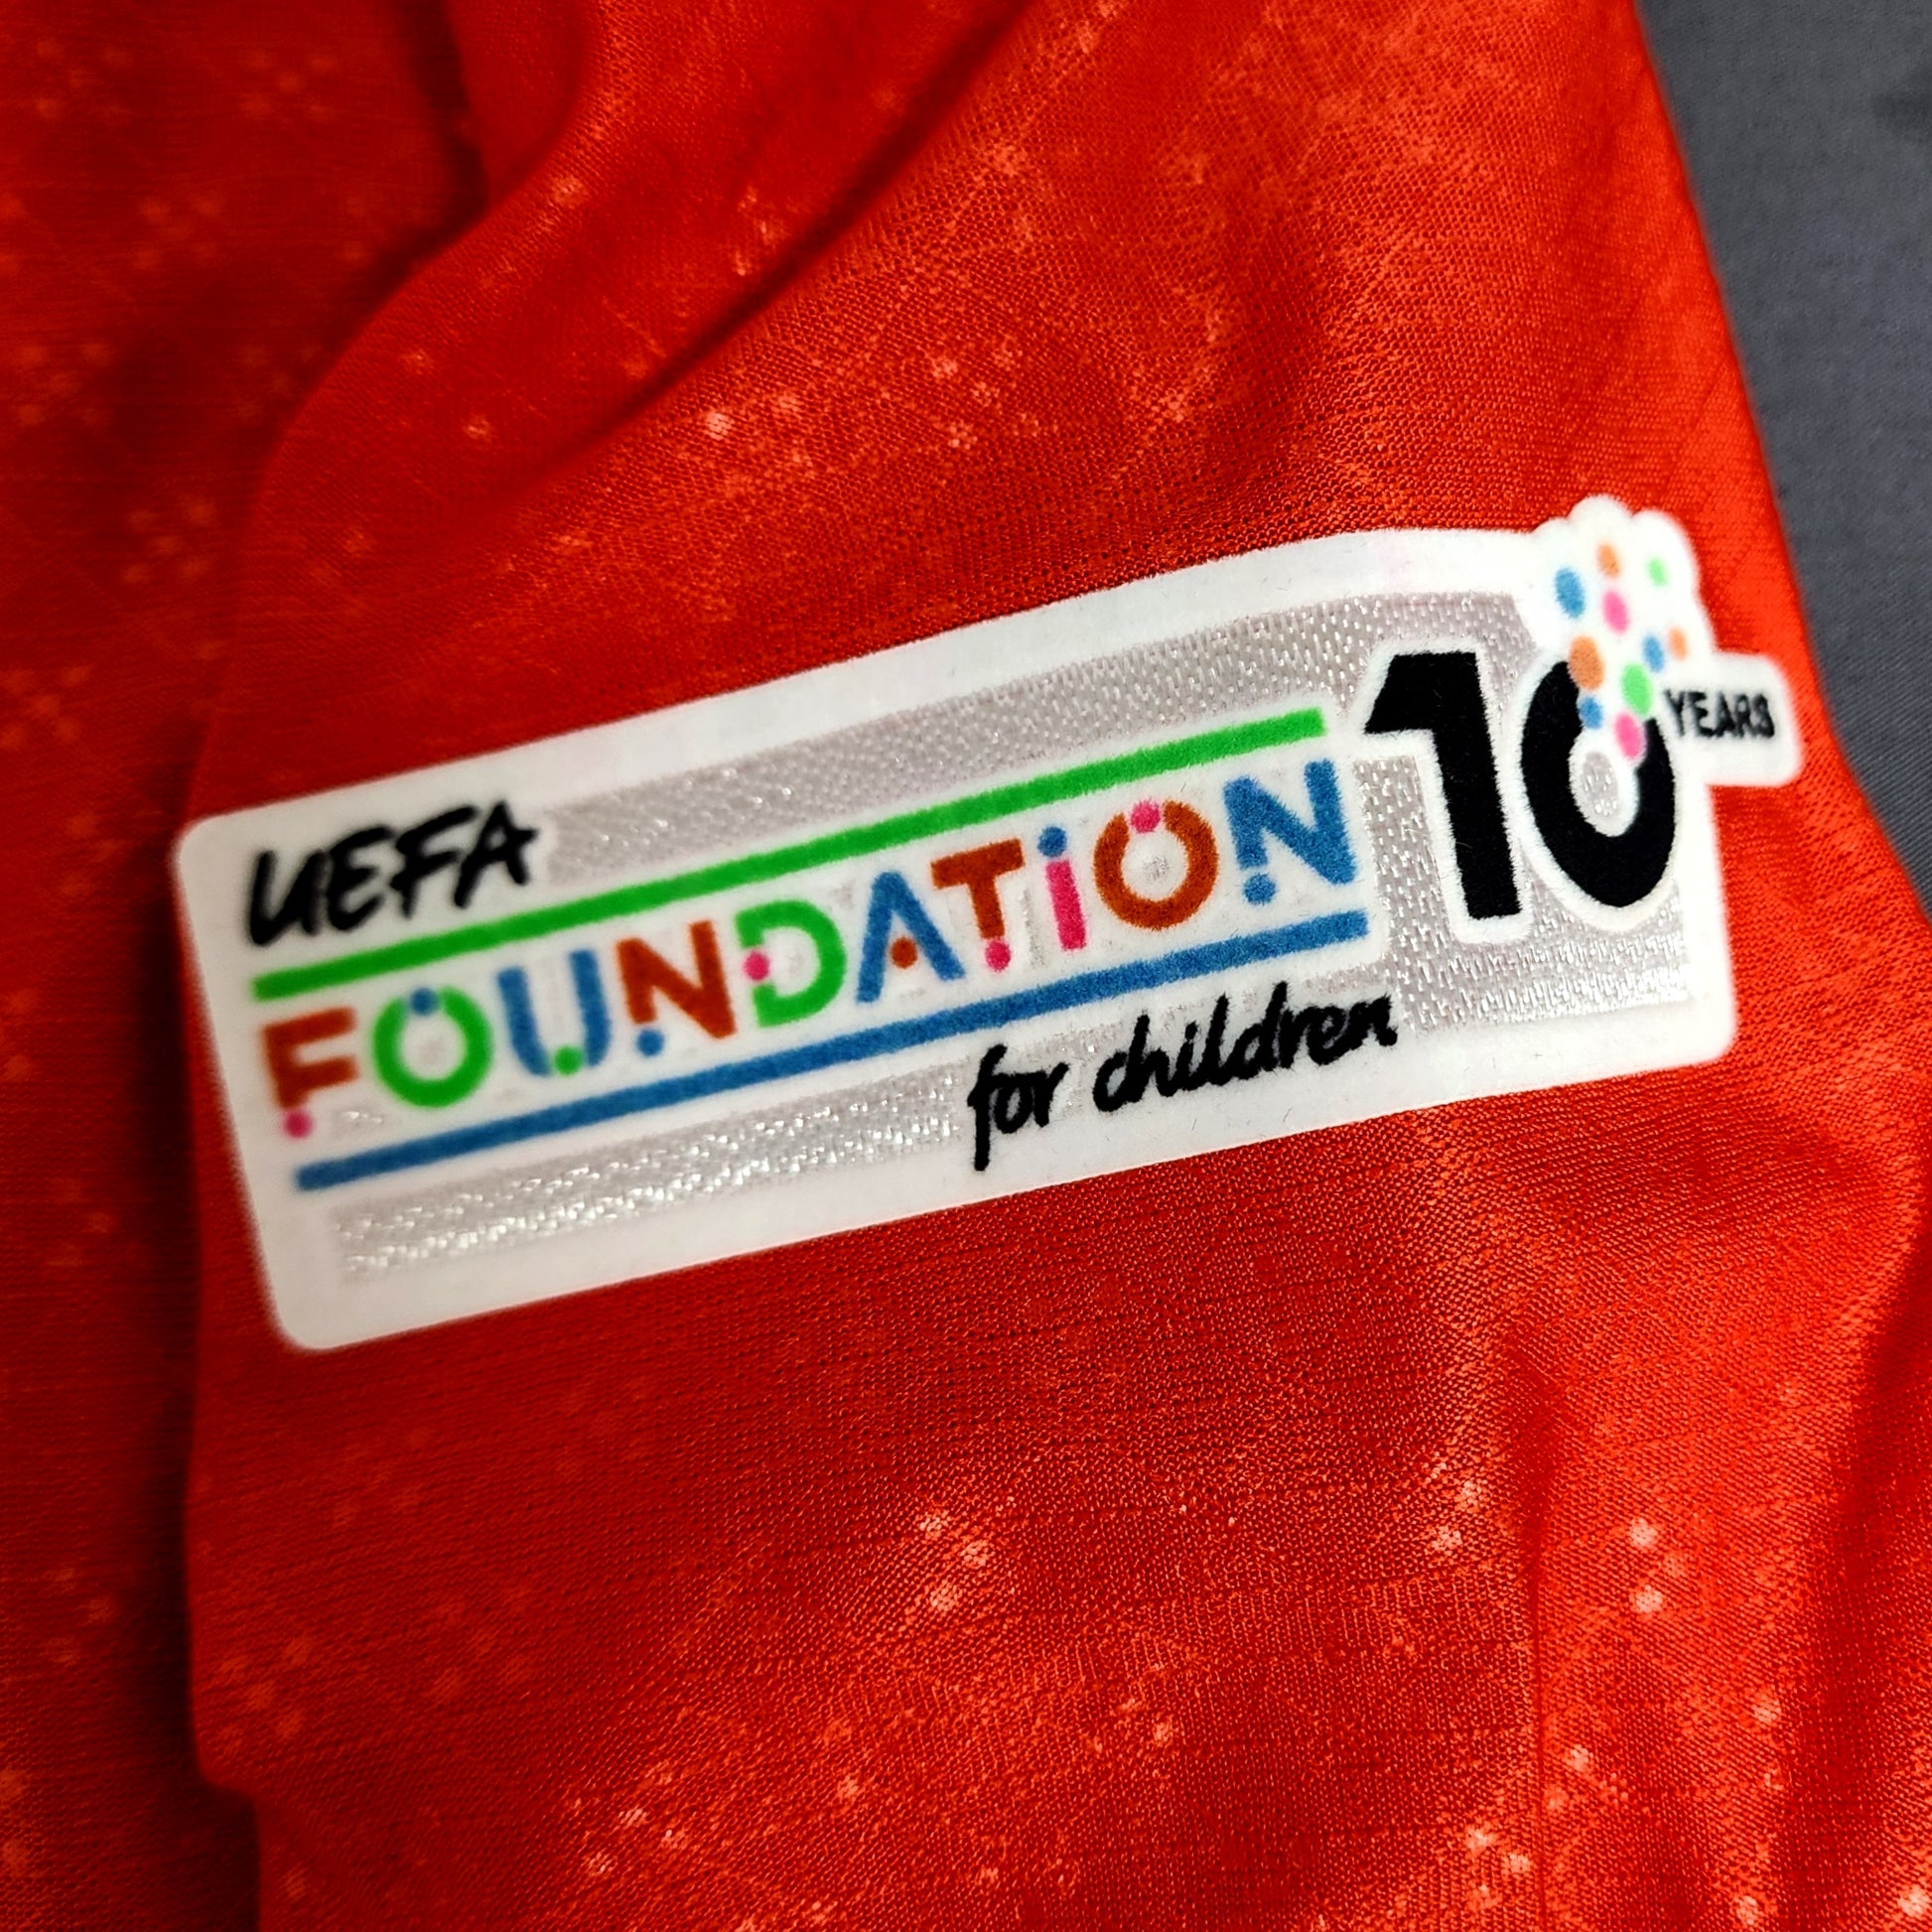 UEFA
FOUNDATION
for children
10 YEARS